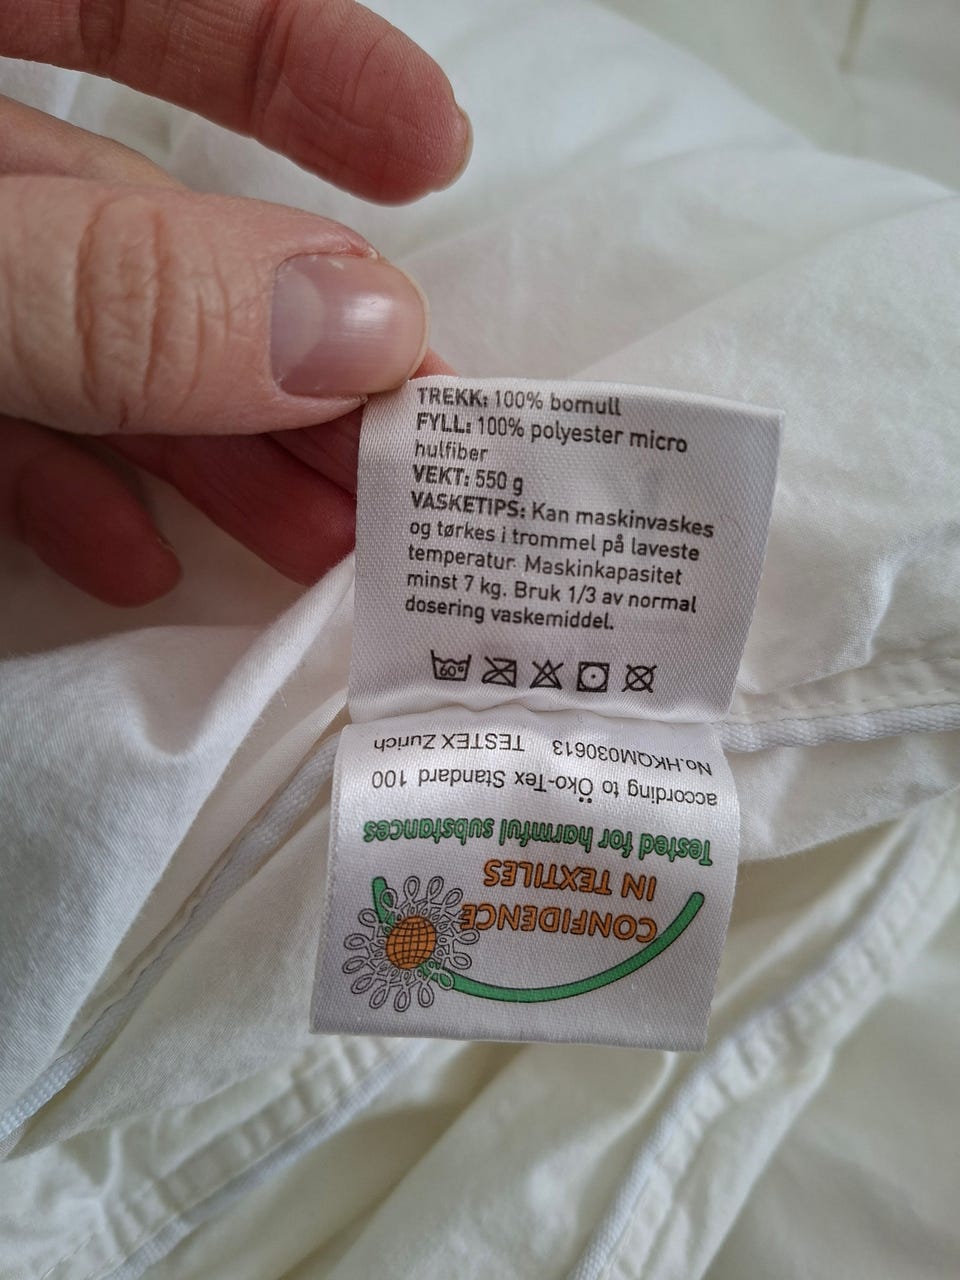 TREKK: 100% bomull
FYLL: 100% polyester micro
hulfiber
VEKT: 550 g
VASKETIPS: Kan maskinvaskes
og tørkes i trommel på laveste
temperatur. Maskinkapasitet
minst 7 kg. Bruk 1/3 av normal
dosering vaskemiddel.
60°
CONFIDENCE
IN TEXTILES
Tested for harmful substances
according to Öko-Tex Standard 100
No.HKQM030613 TESTEX Zurich